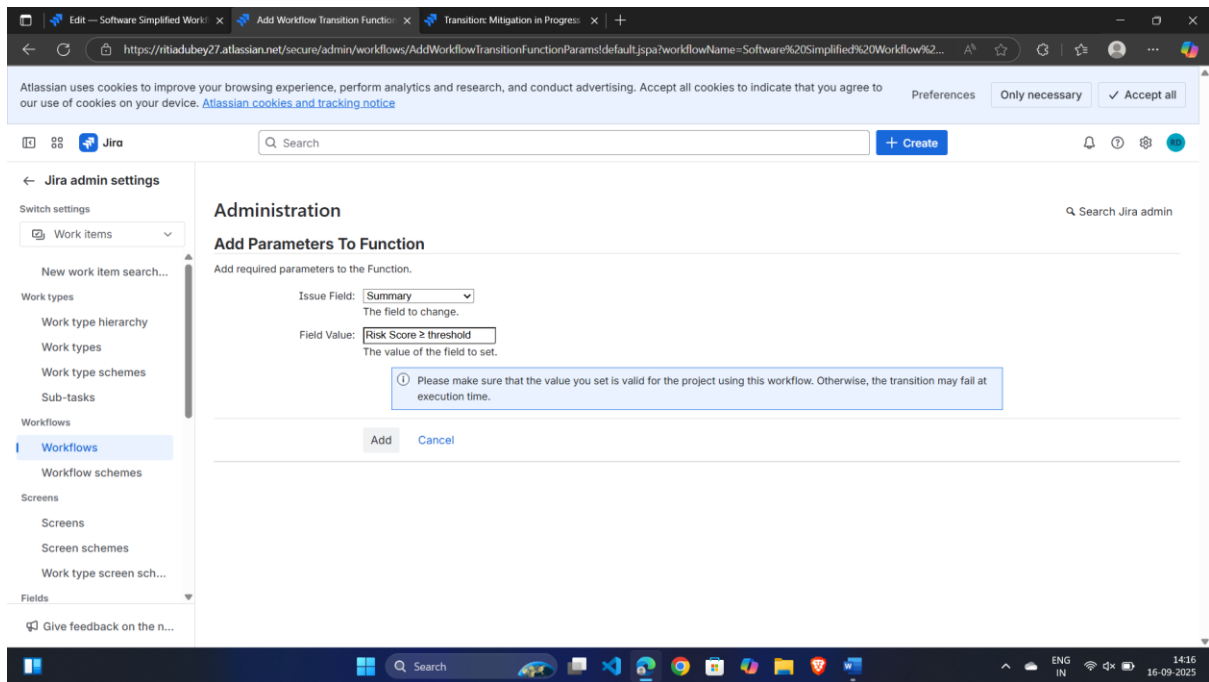 Edit — Software Simplified Workf
Add Workflow Transition Function
Transition: Mitigation in Progress
https://ritiadubey27.atlassian.net/secure/admin/workflows/AddWorkflowTransitionFunctionParams!default.jspa?workflowName=Software%20Simplified%20Workflow%2...
Atlassian uses cookies to improve your browsing experience, perform analytics and research, and conduct advertising. Accept all cookies to indicate that you agree to
our use of cookies on your device. Atlassian cookies and tracking notice
Preferences
Only necessary
Accept all
Jira
Search
+ Create
RD
Jira admin settings
Switch settings
Work items
New work item search...
Work types
Work type hierarchy
Work types
Work type schemes
Sub-tasks
Workflows
Workflows
Workflow schemes
Screens
Screens
Screen schemes
Work type screen sch...
Fields
Give feedback on the n...
Administration
Search Jira admin
Add Parameters To Function
Add required parameters to the Function.
Issue Field: Summary
The field to change.
Field Value: Risk Score ≥ threshold
The value of the field to set.
Please make sure that the value you set is valid for the project using this workflow. Otherwise, the transition may fail at
execution time.
Add Cancel
Search
ENG
IN
14:16
16-09-2025